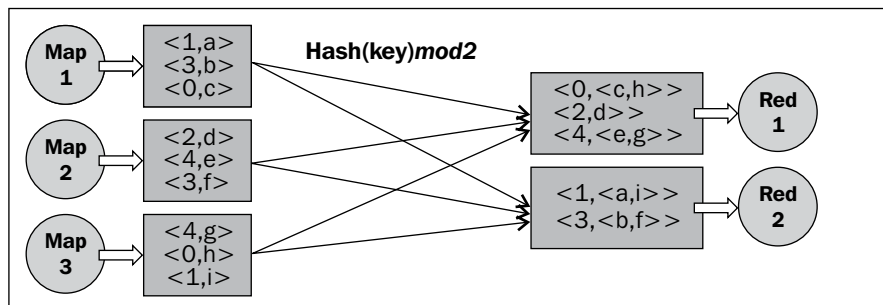 Map
1
<1,a>
<3,b>
<0,c>
Hash(key)mod2
Map
2
<2,d>
<4,e>
<3,f>
Map
3
<4,g>
<0,h>
<1,i>
<0,<c,h>>
<2,d>>
<4,<e,g>>
Red
1
<1,<a,i>>
<3,<b,f>>
Red
2